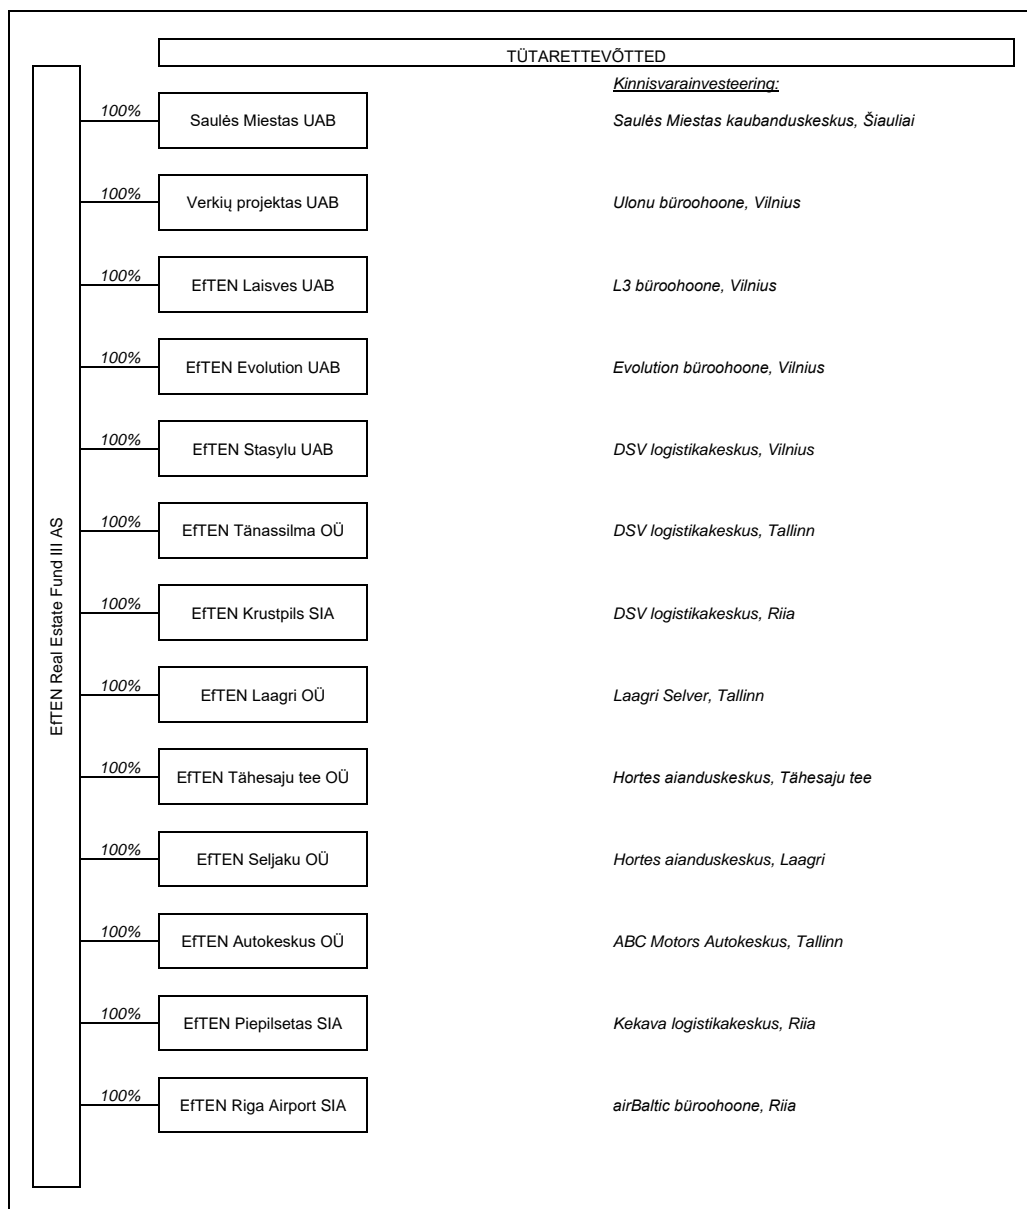 TÜTARETTEVÕTTED
Kinnisvarainvesteering:
EfTEN Real Estate Fund III AS
100% Saulės Miestas UAB Saulės Miestas kaubanduskeskus, Šiauliai
100% Verkių projektas UAB Ulonu büroohoone, Vilnius
100% EfTEN Laisves UAB L3 büroohoone, Vilnius
100% EfTEN Evolution UAB Evolution büroohoone, Vilnius
100% EfTEN Stasylu UAB DSV logistikakeskus, Vilnius
100% EfTEN Tänassilma OÜ DSV logistikakeskus, Tallinn
100% EfTEN Krustpils SIA DSV logistikakeskus, Riia
100% EfTEN Laagri OÜ Laagri Selver, Tallinn
100% EfTEN Tähesaju tee OÜ Hortes aianduskeskus, Tähesaju tee
100% EfTEN Seljaku OÜ Hortes aianduskeskus, Laagri
100% EfTEN Autokeskus OÜ ABC Motors Autokeskus, Tallinn
100% EfTEN Piepilsetas SIA Kekava logistikakeskus, Riia
100% EfTEN Riga Airport SIA airBaltic büroohoone, Riia